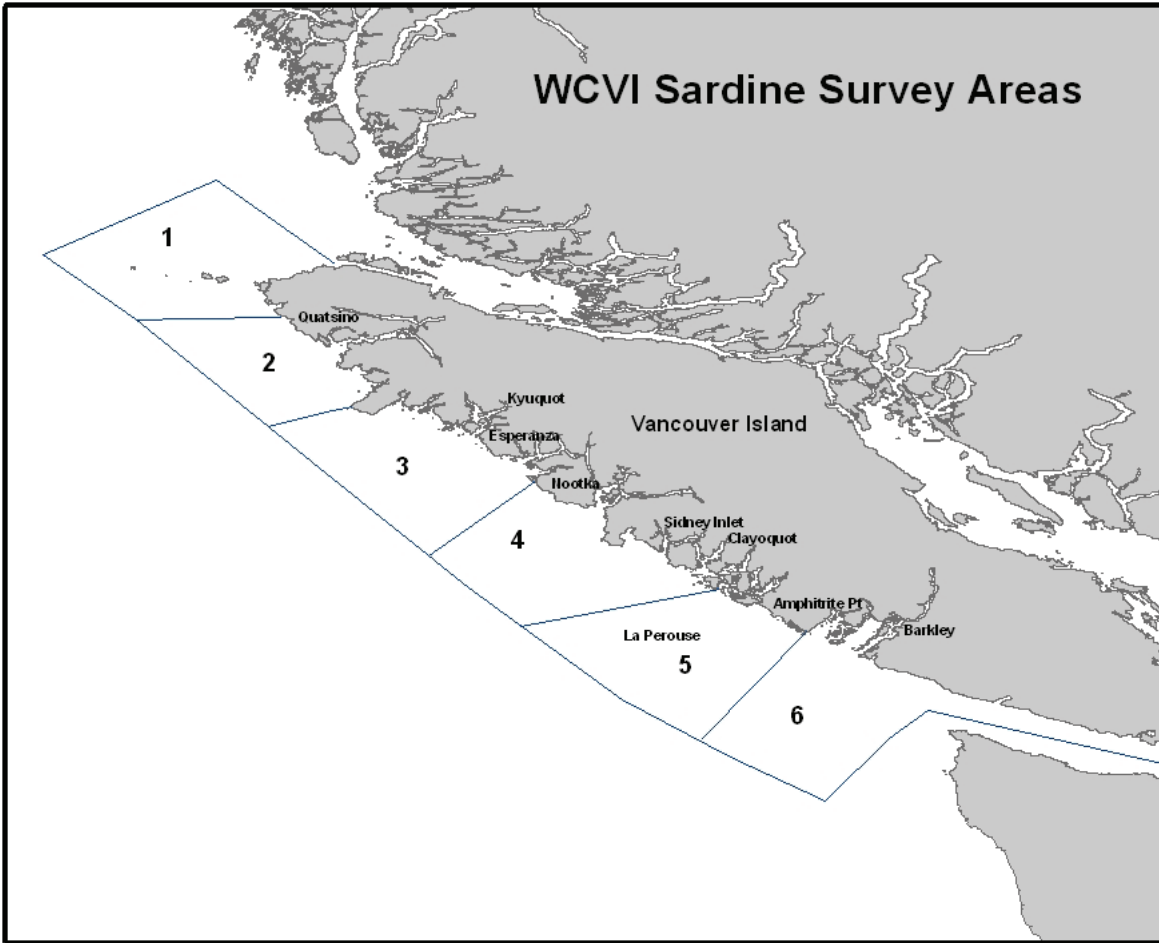 WCVI Sardine Survey Areas
1
Quatsino
2
Kyuquot
Vancouver Island
Esperanza
3
Nootka
Sidney Inlet
4
Clayoquot
Amphitrite Pt
La Perouse
Barkley
5
6